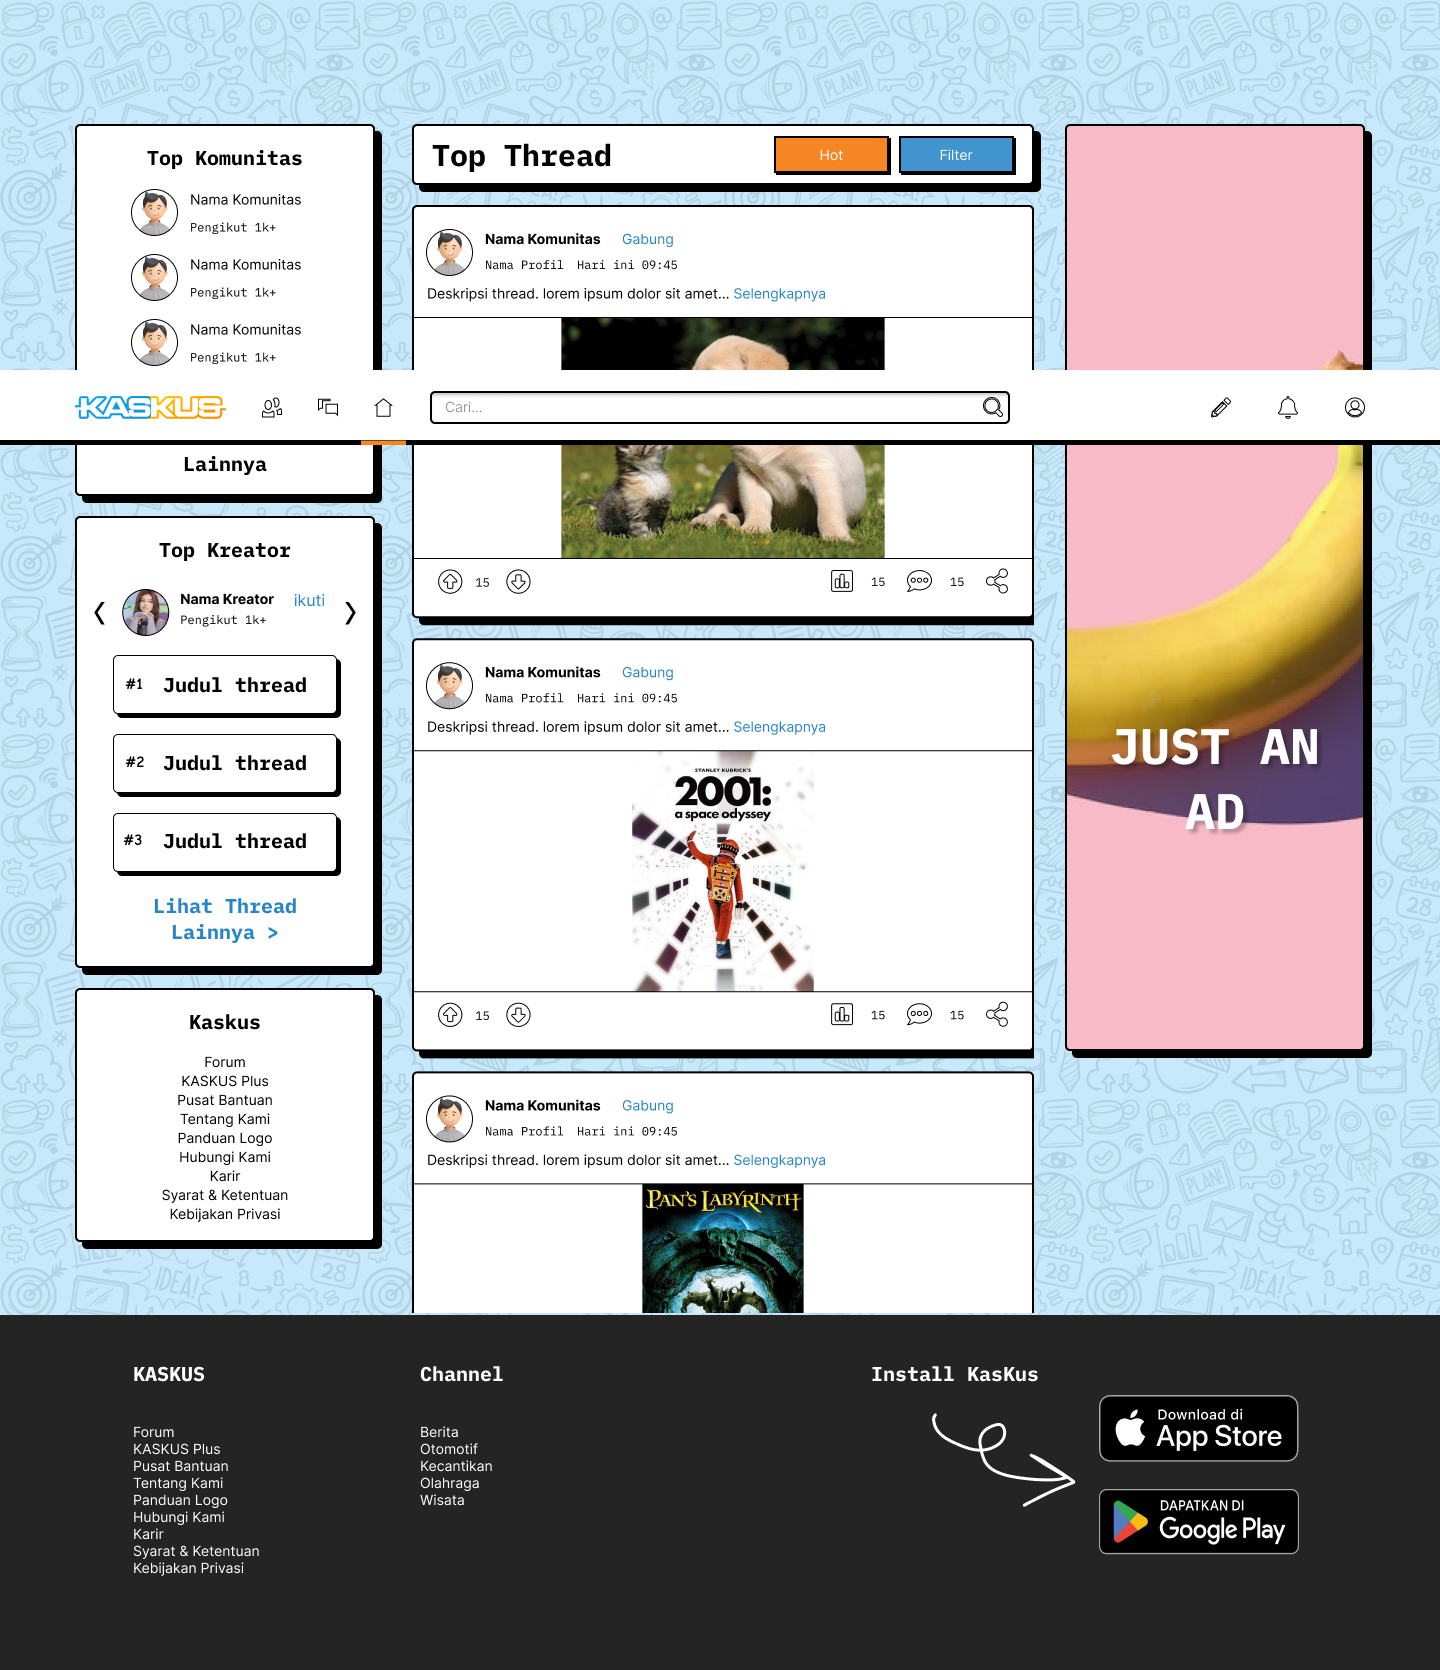 Top Komunitas
Nama Komunitas
Pengikut 1k+
Nama Komunitas
Pengikut 1k+
Nama Komunitas
Pengikut 1k+
Top Thread
Hot
Filter
Nama Komunitas Gabung
Nama Profil Hari ini 09:45
Deskripsi thread. lorem ipsum dolor sit amet... Selengkapnya
KASKUS
Cari...
Lainnya
15
15
15
Top Kreator
Nama Kreator ikuti
Pengikut 1k+
#1 Judul thread
#2 Judul thread
#3 Judul thread
Lihat Thread
Lainnya >
Nama Komunitas Gabung
Nama Profil Hari ini 09:45
Deskripsi thread. lorem ipsum dolor sit amet... Selengkapnya
STANLEY KUBRICK'S
2001:
a space odyssey
15
15
15
JUST AN
AD
Kaskus
Forum
KASKUS Plus
Pusat Bantuan
Tentang Kami
Panduan Logo
Hubungi Kami
Karir
Syarat & Ketentuan
Kebijakan Privasi
Nama Komunitas Gabung
Nama Profil Hari ini 09:45
Deskripsi thread. lorem ipsum dolor sit amet... Selengkapnya
PAN'S LABYRINTH
PLAN!
IDEA!
28
KASKUS
Forum
KASKUS Plus
Pusat Bantuan
Tentang Kami
Panduan Logo
Hubungi Kami
Karir
Syarat & Ketentuan
Kebijakan Privasi
Channel
Berita
Otomotif
Kecantikan
Olahraga
Wisata
Install KasKus
Download di
App Store
DAPATKAN DI
Google Play